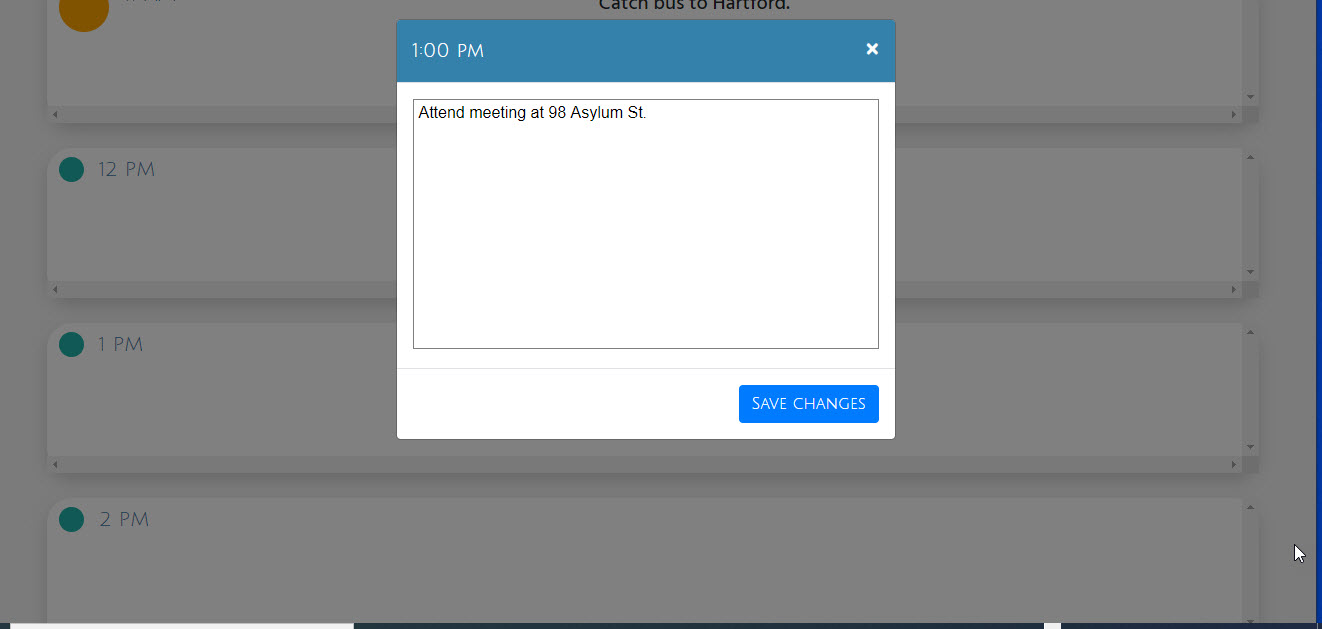 Catch bus to Hartford.
1:00 PM
×
Attend meeting at 98 Asylum St.
12 PM
1 PM
Save changes
2 PM